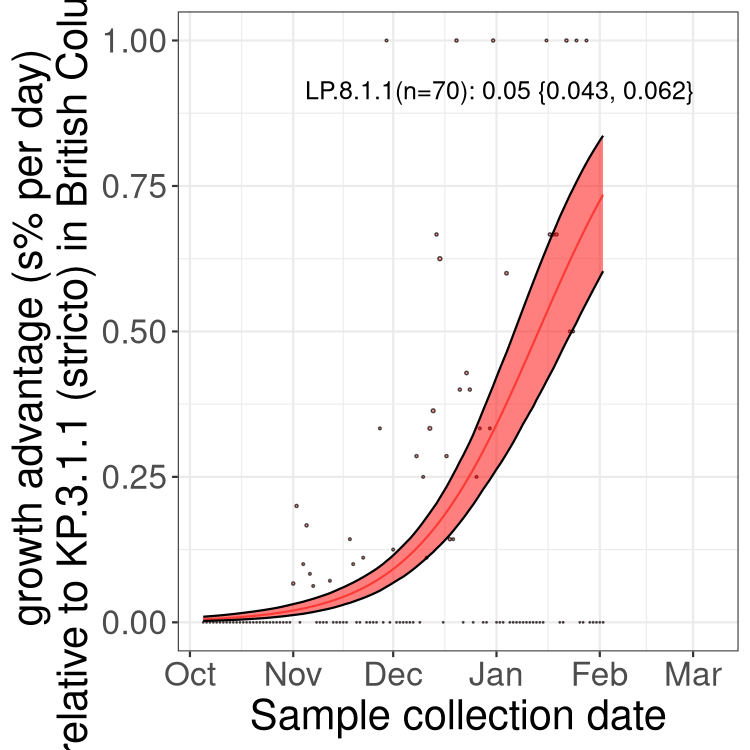 growth advantage (s% per day)
relative to KP.3.1.1 (stricto) in British Colu
1.00
0.75
0.50
0.25
0.00
LP.8.1.1(n=70): 0.05 {0.043, 0.062}
Oct Nov Dec Jan Feb Mar
Sample collection date